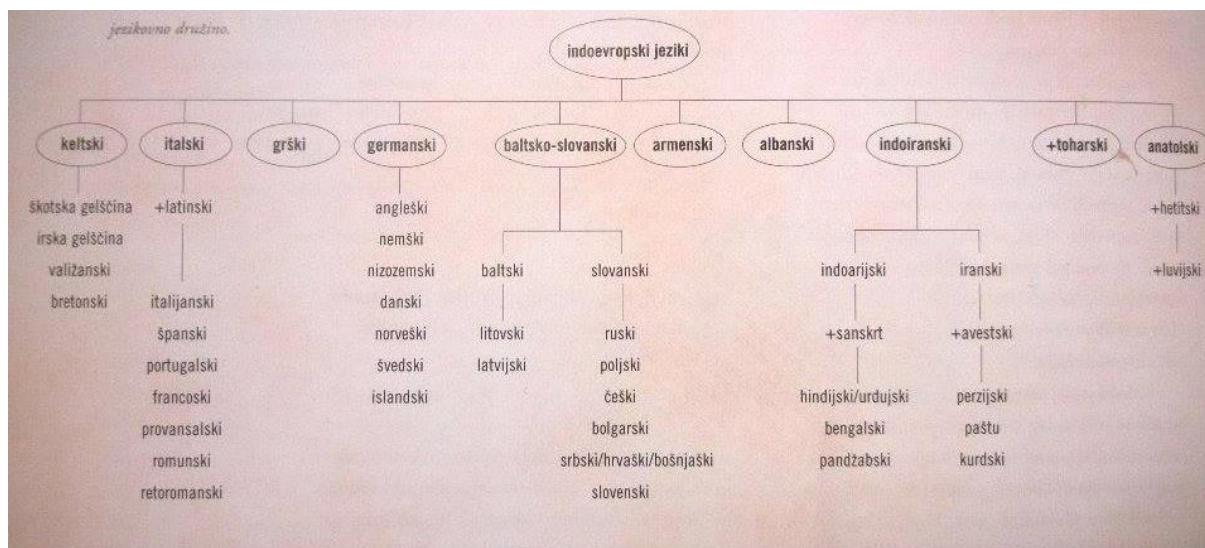 jezikovno družino.
indoevropski jeziki
keltski
italski
grški
germanski
baltsko-slovanski
armenski
albanski
indoiranski
+toharski
anatolski
škotska gelščina
irska gelščina
valižanski
bretonski
+latinski
italijanski
španski
portugalski
francoski
provansalski
romunski
retoromanski
angleški
nemški
nizozemski
danski
norveški
švedski
islandski
baltski
litovski
latvijski
slovanski
ruski
poljski
češki
bolgarski
srbski/hrvaški/bošnjaški
slovenski
indoarijski
+sanskrt
hindijski/urdujski
bengalski
pandžabski
iranski
+avestski
perzijski
paštu
kurdski
+hetitski
+luvijski